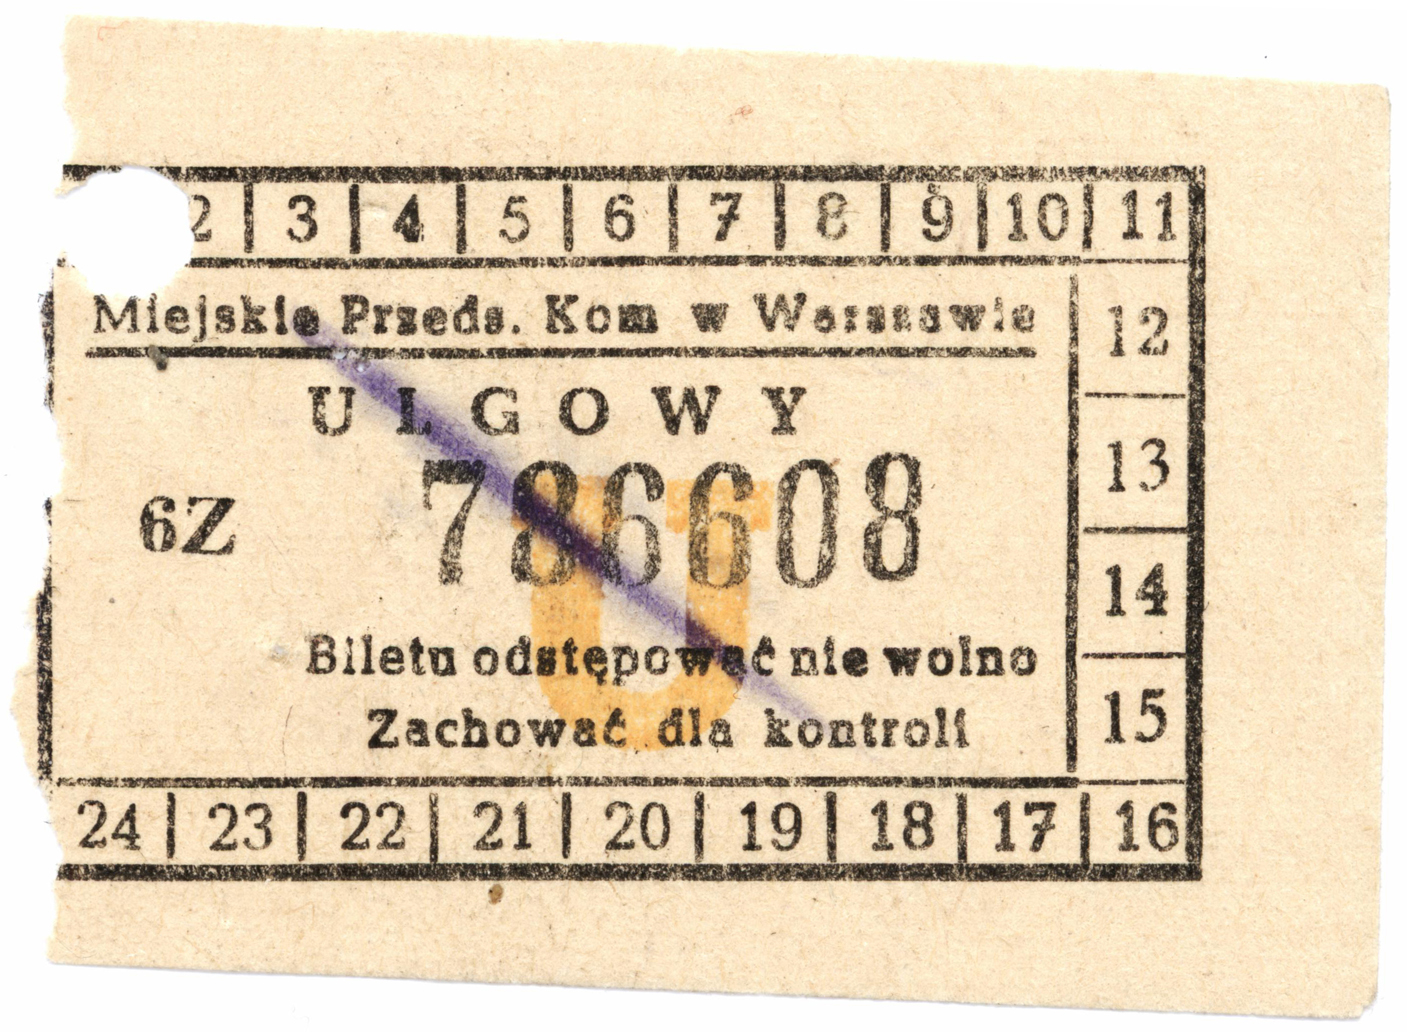 2 | 3 | 4 | 5 | 6 | 7 | 8 | 9 | 10 | 11
Miejskie Przeds. Kom w Warszawie
12
ULGOWY
786608
13
6Z
U
14
Biletu odstępować nie wolno
Zachować dla kontroli
15
24 | 23 | 22 | 21 | 20 | 19 | 18 | 17 | 16